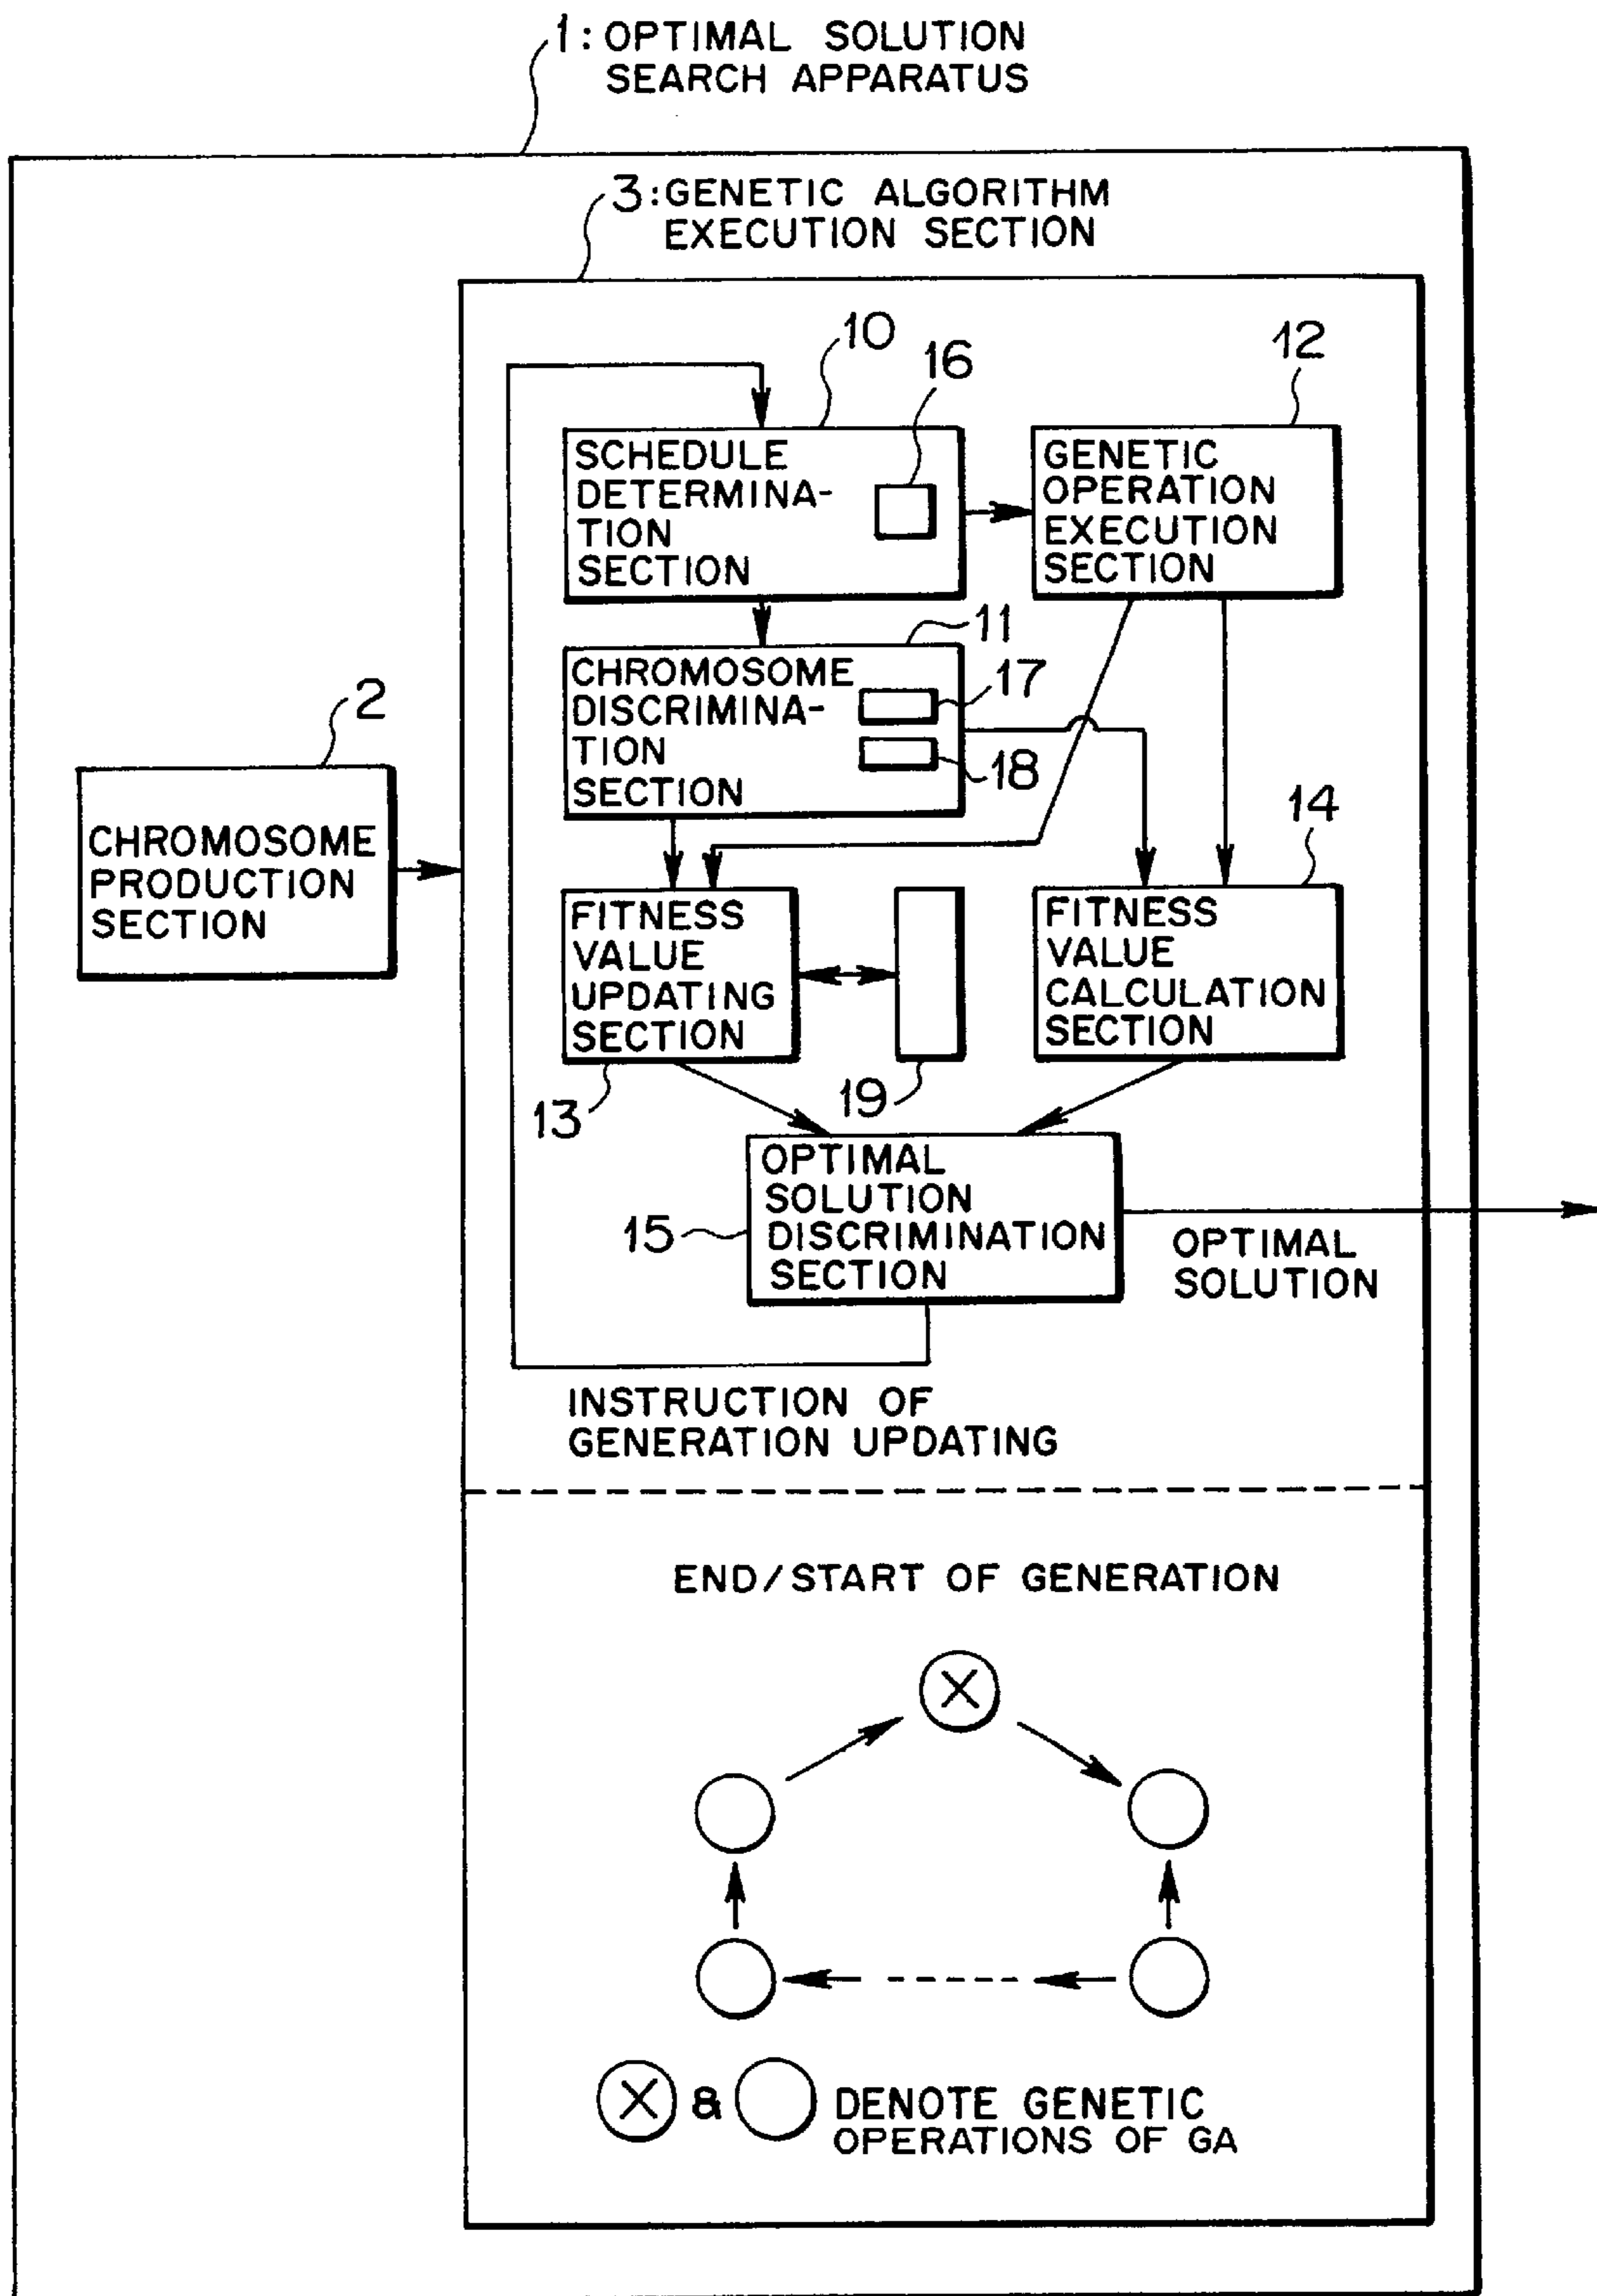 1: OPTIMAL SOLUTION
SEARCH APPARATUS
3: GENETIC ALGORITHM
EXECUTION SECTION
10
16
12
SCHEDULE
DETERMINA-
TION
SECTION
GENETIC
OPERATION
EXECUTION
SECTION
11
CHROMOSOME
DISCRIMINA-
TION
SECTION
17
18
2
CHROMOSOME
PRODUCTION
SECTION
14
FITNESS
VALUE
UPDATING
SECTION
FITNESS
VALUE
CALCULATION
SECTION
13
19
OPTIMAL
SOLUTION
DISCRIMINATION
SECTION
15
OPTIMAL
SOLUTION
INSTRUCTION OF
GENERATION UPDATING
END/START OF GENERATION
X
X & DENOTE GENETIC
OPERATIONS OF GA